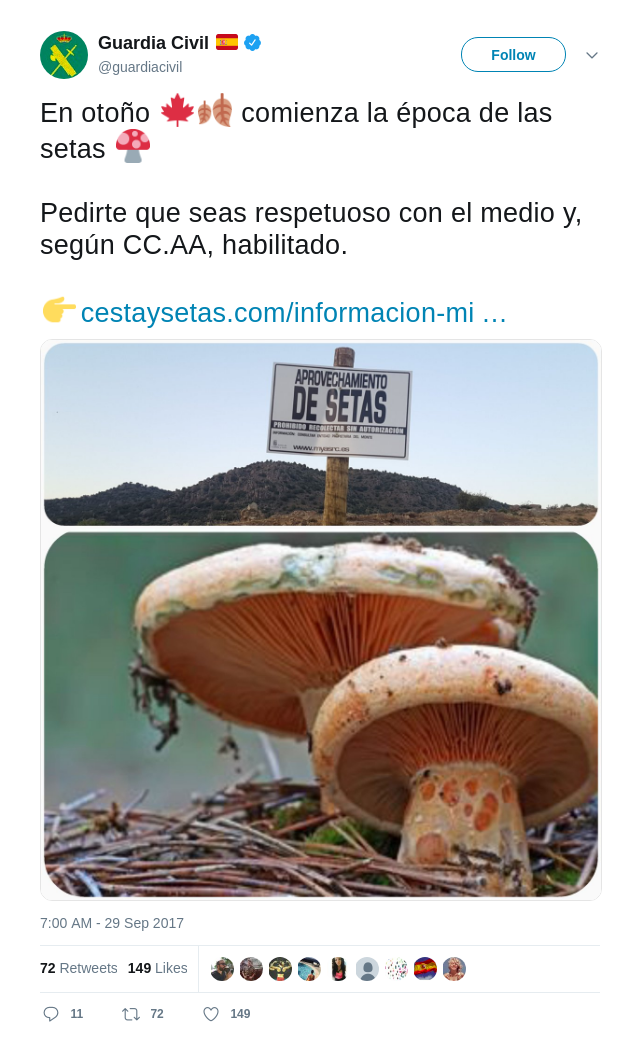 Guardia Civil
@guardiacivil
Follow
En otoño 🍁🍂 comienza la época de las
setas 🍄
Pedirte que seas respetuoso con el medio y,
según CC.AA, habilitado.
👉 cestaysetas.com/informacion-mi …
APROVECHAMIENTO
DE SETAS
PROHIBIDO RECOLECTAR SIN AUTORIZACIÓN
7:00 AM - 29 Sep 2017
72 Retweets 149 Likes
11 72 149